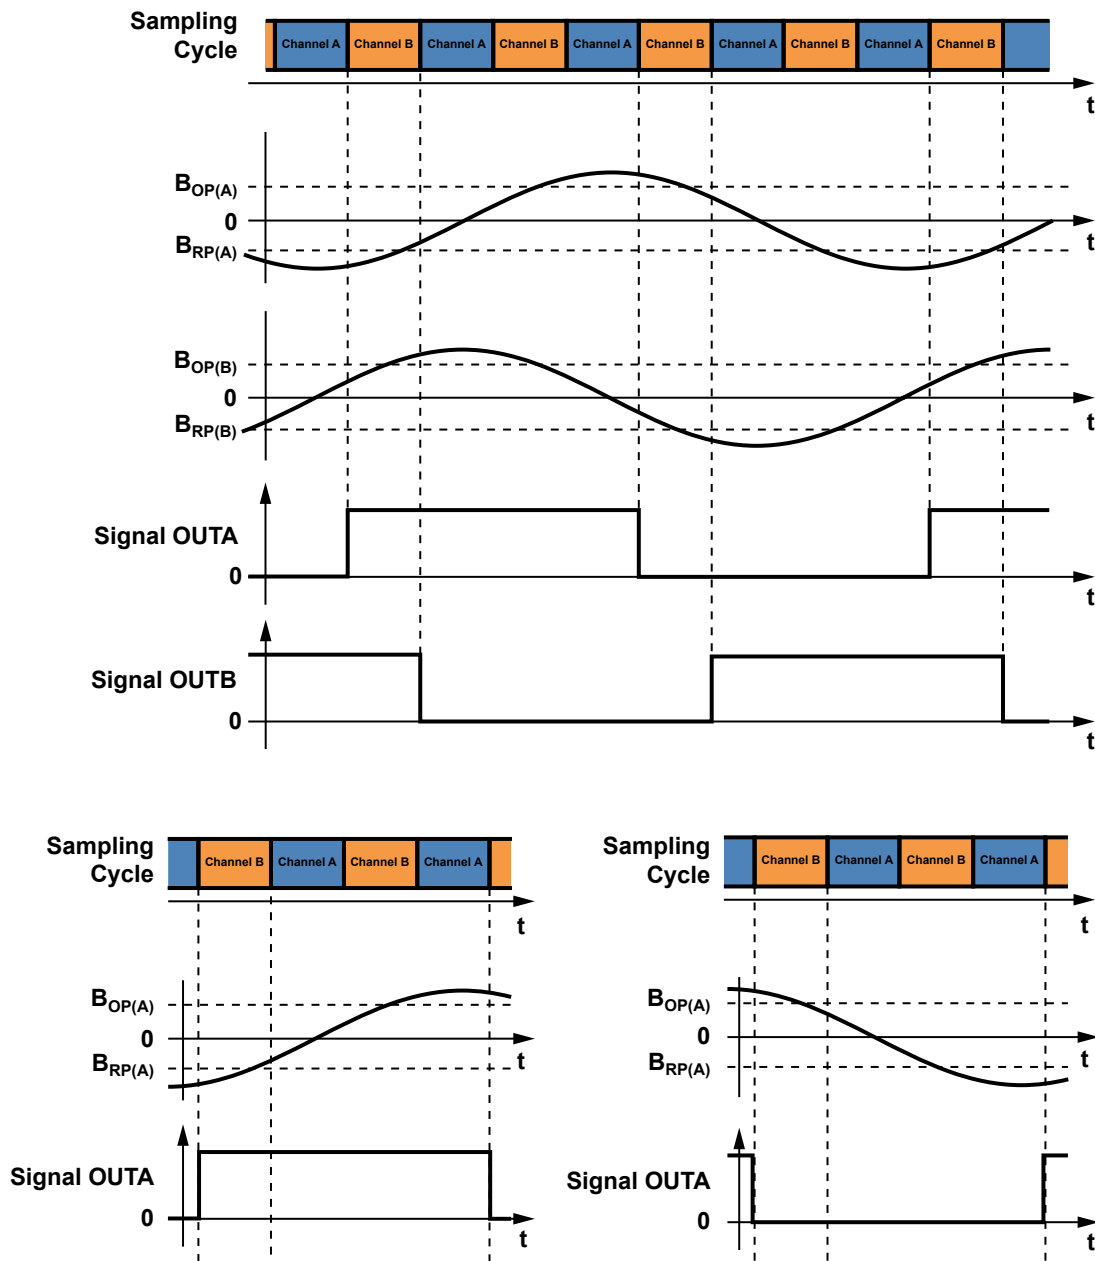 Sampling
Cycle
Channel A Channel B Channel A Channel B Channel A Channel B Channel A Channel B Channel A Channel B
t
BOP(A)
0
BRP(A)
t
BOP(B)
0
BRP(B)
t
Signal OUTA
0
t
Signal OUTB
0
t
Sampling
Cycle
Channel B Channel A Channel B Channel A
t
BOP(A)
0
BRP(A)
t
Signal OUTA
0
t
Sampling
Cycle
Channel B Channel A Channel B Channel A
t
BOP(A)
0
BRP(A)
t
Signal OUTA
0
t